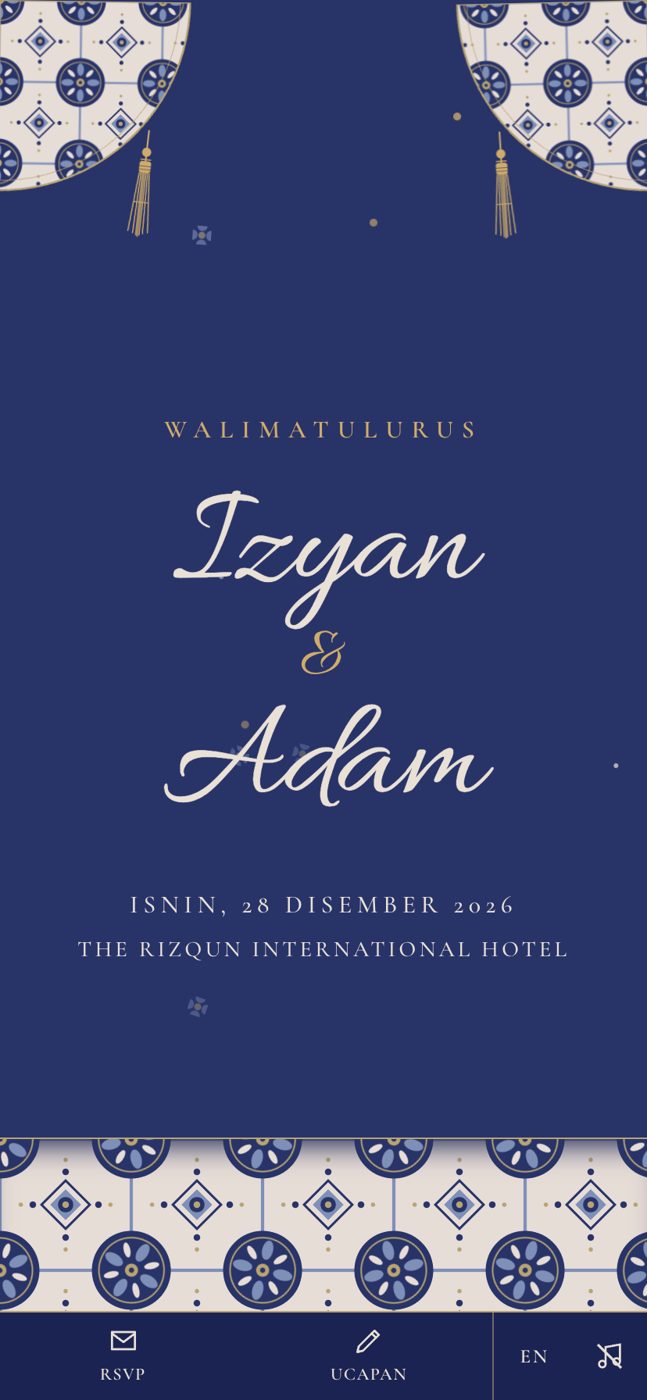 WALIMATULURUS
Izyan
&
Adam
ISNIN, 28 DISEMBER 2026
THE RIZQUN INTERNATIONAL HOTEL
RSVP
UCAPAN
EN